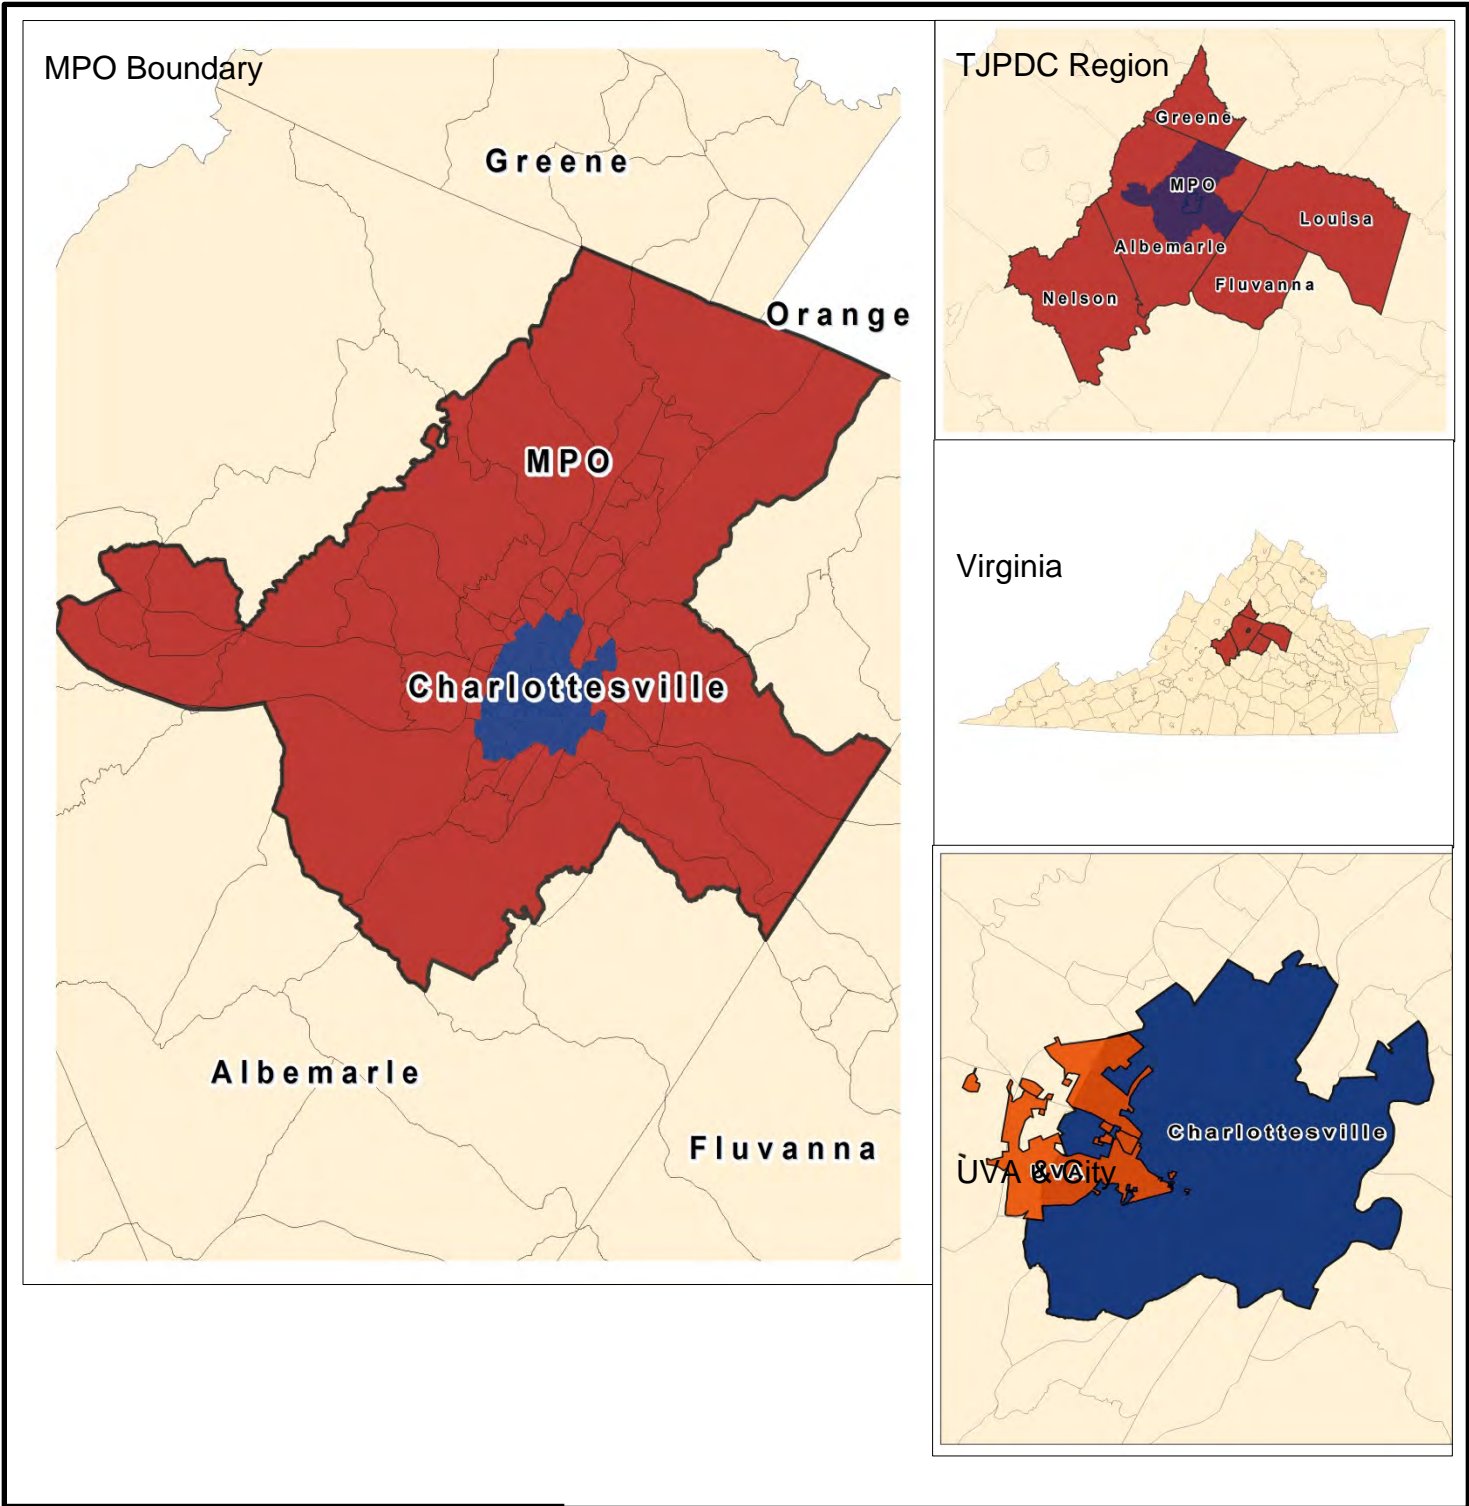 MPO Boundary
Greene
Orange
MPO
Charlottesville
Albemarle
Fluvanna
TJPDC Region
Greene
MPO
Louisa
Albemarle
Fluvanna
Nelson
Virginia
Charlottesville
UVA & City
UVA